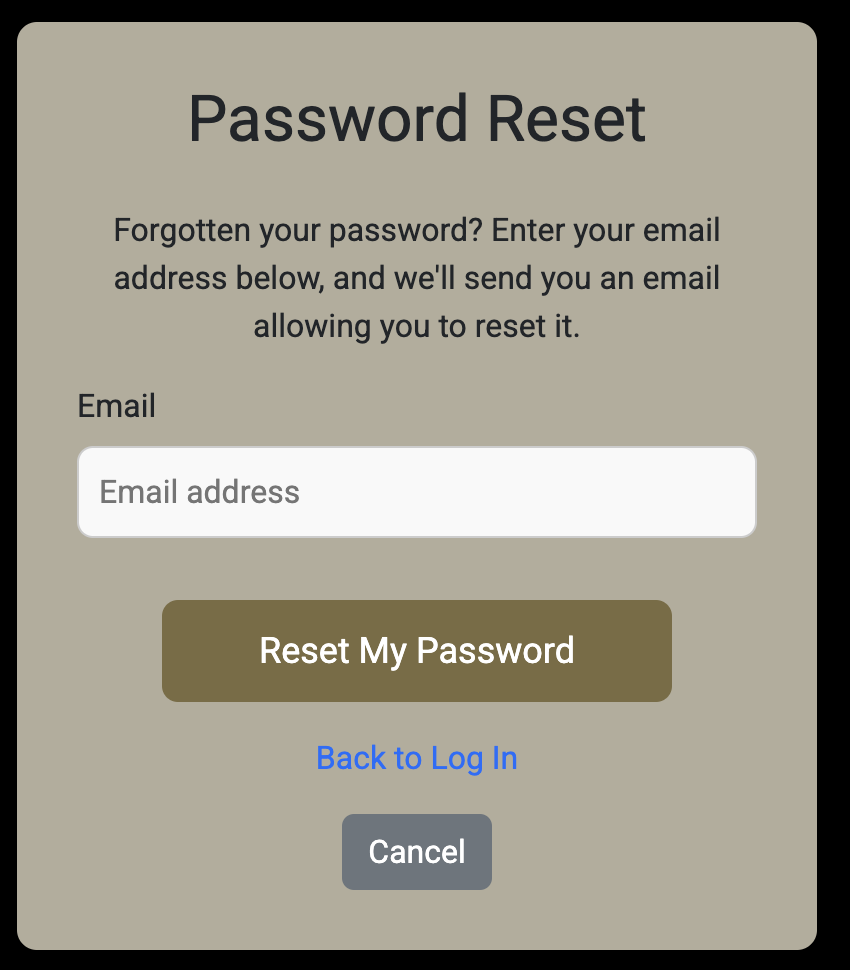 Password Reset
Forgotten your password? Enter your email
address below, and we'll send you an email
allowing you to reset it.
Email
Email address
Reset My Password
Back to Log In
Cancel